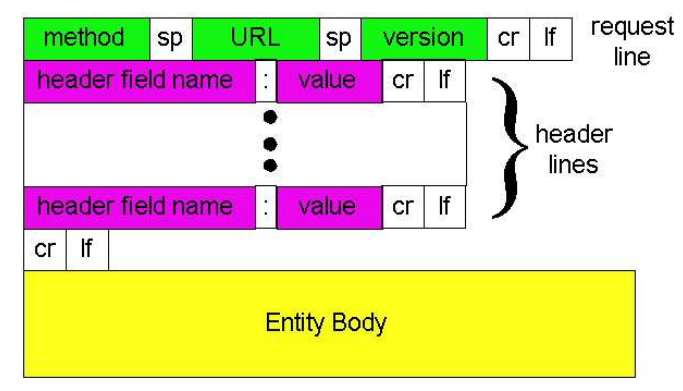 method sp URL sp version cr lf request line
header field name : value cr lf
header lines
header field name : value cr lf
cr lf
Entity Body